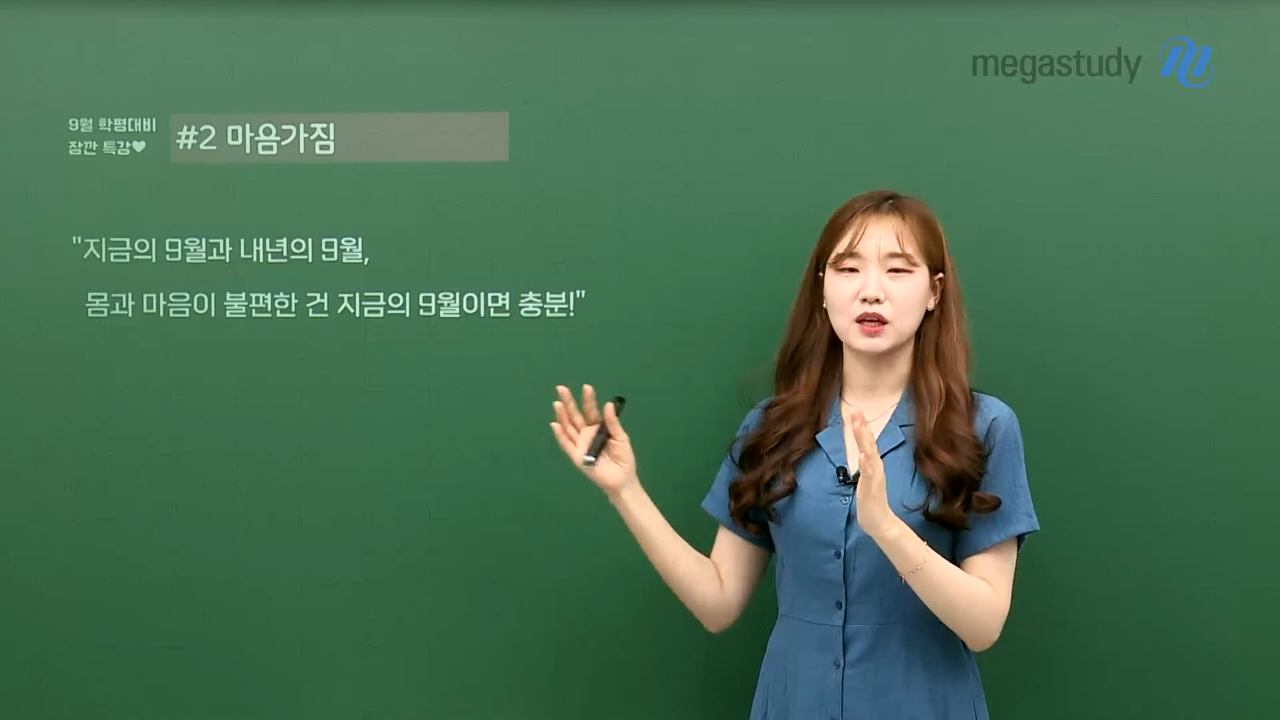 megastudy
9월 학평대비
잠깐 특강♥
#2 마음가짐
"지금의 9월과 내년의 9월,
몸과 마음이 불편한 건 지금의 9월이면 충분!"